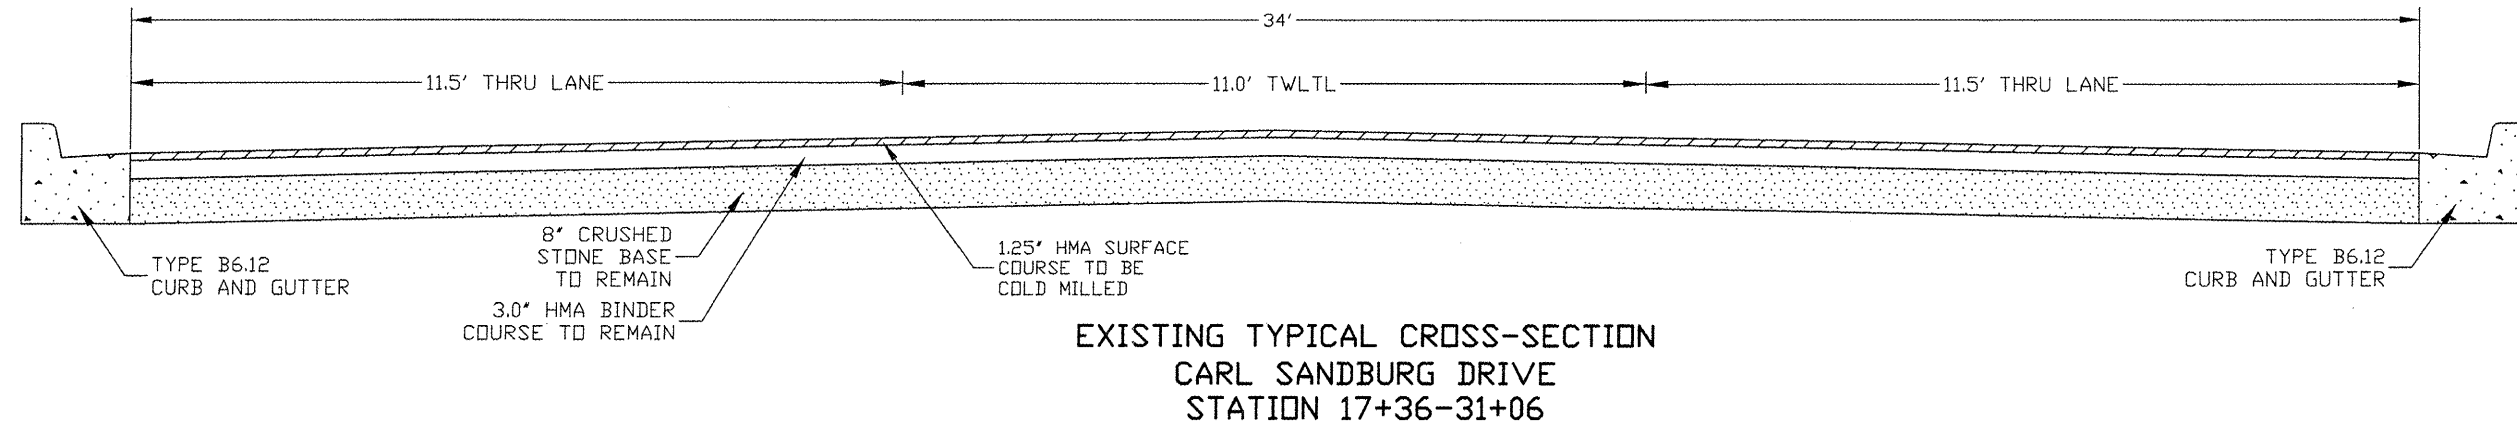 34'
11.5' THRU LANE
11.0' TWLTL
11.5' THRU LANE
8" CRUSHED
STONE BASE
TO REMAIN
1.25" HMA SURFACE
COURSE TO BE
COLD MILLED
TYPE B6.12
CURB AND GUTTER
TYPE B6.12
CURB AND GUTTER
3.0" HMA BINDER
COURSE TO REMAIN
EXISTING TYPICAL CROSS-SECTION
CARL SANDBURG DRIVE
STATION 17+36-31+06